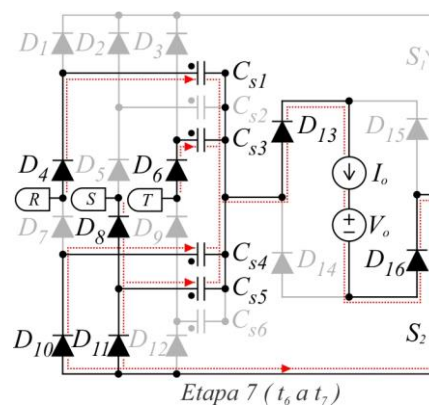 D1 D2 D3 S1
Cs1
Cs2
D13 D15
D4 D5 D6 Cs3
Io
R S T
D7 D8 D9
Vo
Cs4 D14 D16
Cs5
D10 D11 D12 Cs6 S2
Etapa 7 ( t6 a t7 )